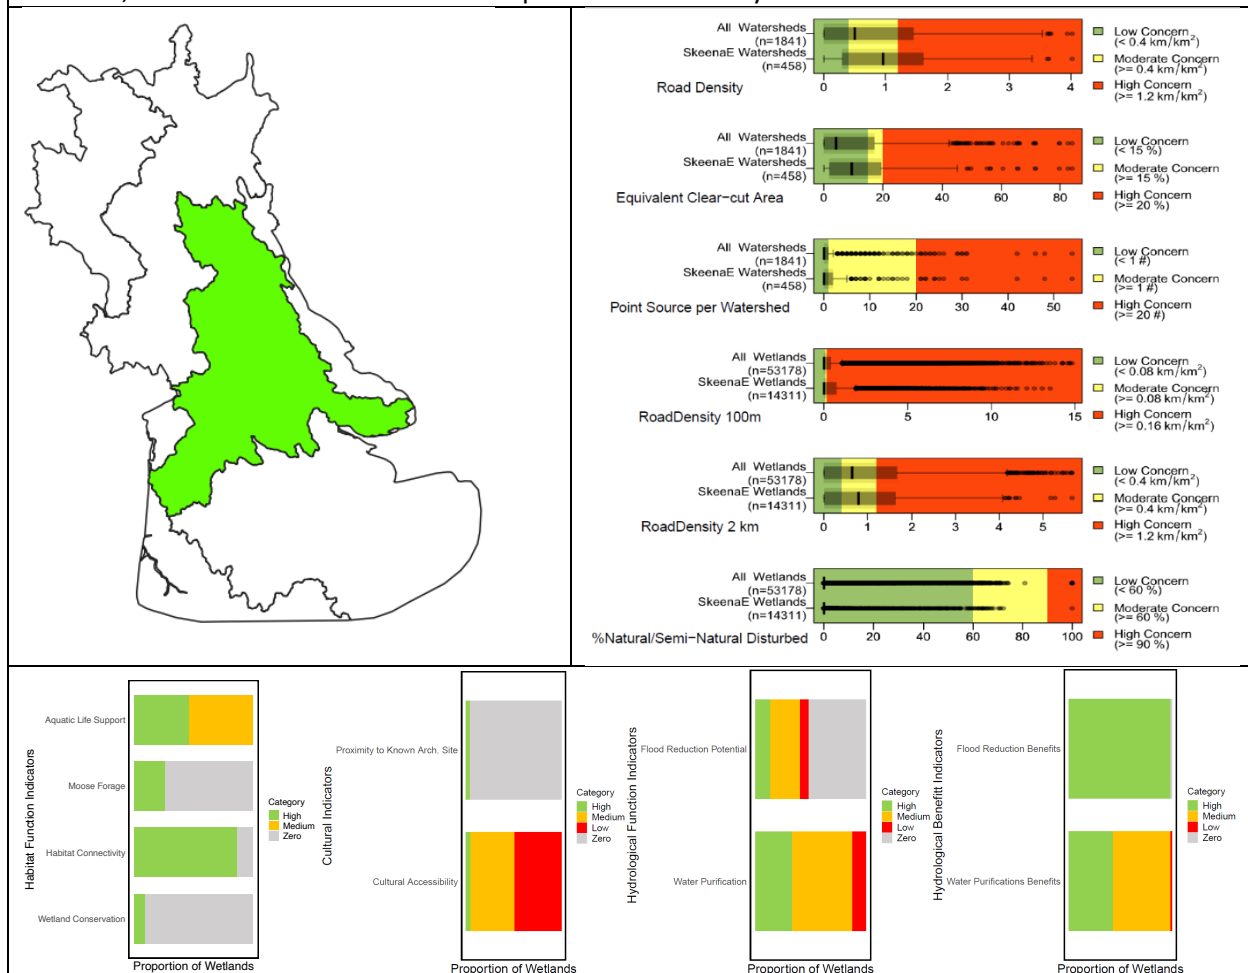 All Watersheds
(n=1841)
SkeenaE Watersheds
(n=458)
Road Density
0 1 2 3 4
Low Concern
(< 0.4 km/km²)
Moderate Concern
(>= 0.4 km/km²)
High Concern
(>= 1.2 km/km²)
All Watersheds
(n=1841)
SkeenaE Watersheds
(n=458)
Equivalent Clear-cut Area
0 20 40 60 80
Low Concern
(< 15 %)
Moderate Concern
(>= 15 %)
High Concern
(>= 20 %)
All Watersheds
(n=1841)
SkeenaE Watersheds
(n=458)
Point Source per Watershed
0 10 20 30 40 50
Low Concern
(< 1 #)
Moderate Concern
(>= 1 #)
High Concern
(>= 20 #)
All Wetlands
(n=53178)
SkeenaE Wetlands
(n=14311)
RoadDensity 100m
0 5 10 15
Low Concern
(< 0.08 km/km²)
Moderate Concern
(>= 0.08 km/km²)
High Concern
(>= 0.16 km/km²)
All Wetlands
(n=53178)
SkeenaE Wetlands
(n=14311)
RoadDensity 2 km
0 1 2 3 4 5
Low Concern
(< 0.4 km/km²)
Moderate Concern
(>= 0.4 km/km²)
High Concern
(>= 1.2 km/km²)
All Wetlands
(n=53178)
SkeenaE Wetlands
(n=14311)
%Natural/Semi-Natural Disturbed
0 20 40 60 80 100
Low Concern
(< 60 %)
Moderate Concern
(>= 60 %)
High Concern
(>= 90 %)
Habitat Function Indicators
Aquatic Life Support
Moose Forage
Habitat Connectivity
Wetland Conservation
Proportion of Wetlands
Category
High
Medium
Zero
Cultural Indicators
Proximity to Known Arch. Site
Cultural Accessibility
Proportion of Wetlands
Category
High
Medium
Low
Zero
Hydrological Function Indicators
Flood Reduction Potential
Water Purification
Proportion of Wetlands
Category
High
Medium
Low
Zero
Hydrological Benefitt Indicators
Flood Reduction Benefits
Water Purifications Benefits
Proportion of Wetlands
Category
High
Medium
Low
Zero